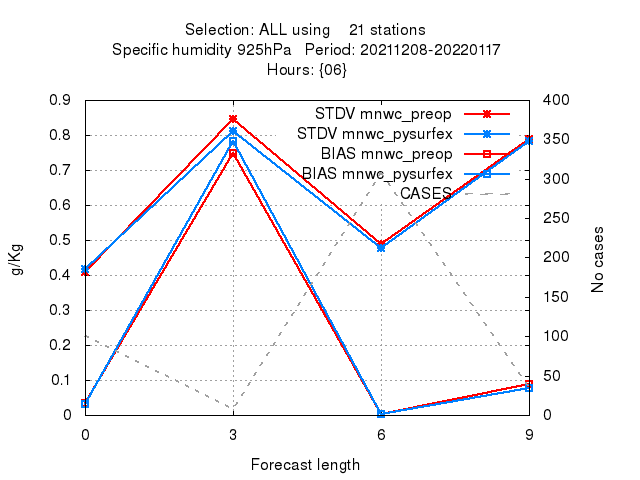 Selection: ALL using    21 stations
Specific humidity 925hPa   Period: 20211208-20220117
Hours: {06}
STDV mnwc_preop
STDV mnwc_pysurfex
BIAS mnwc_preop
BIAS mnwc_pysurfex
CASES
0.9
0.8
0.7
0.6
0.5
0.4
0.3
0.2
0.1
0
g/Kg
400
350
300
250
200
150
100
50
0
No cases
0 3 6 9
Forecast length